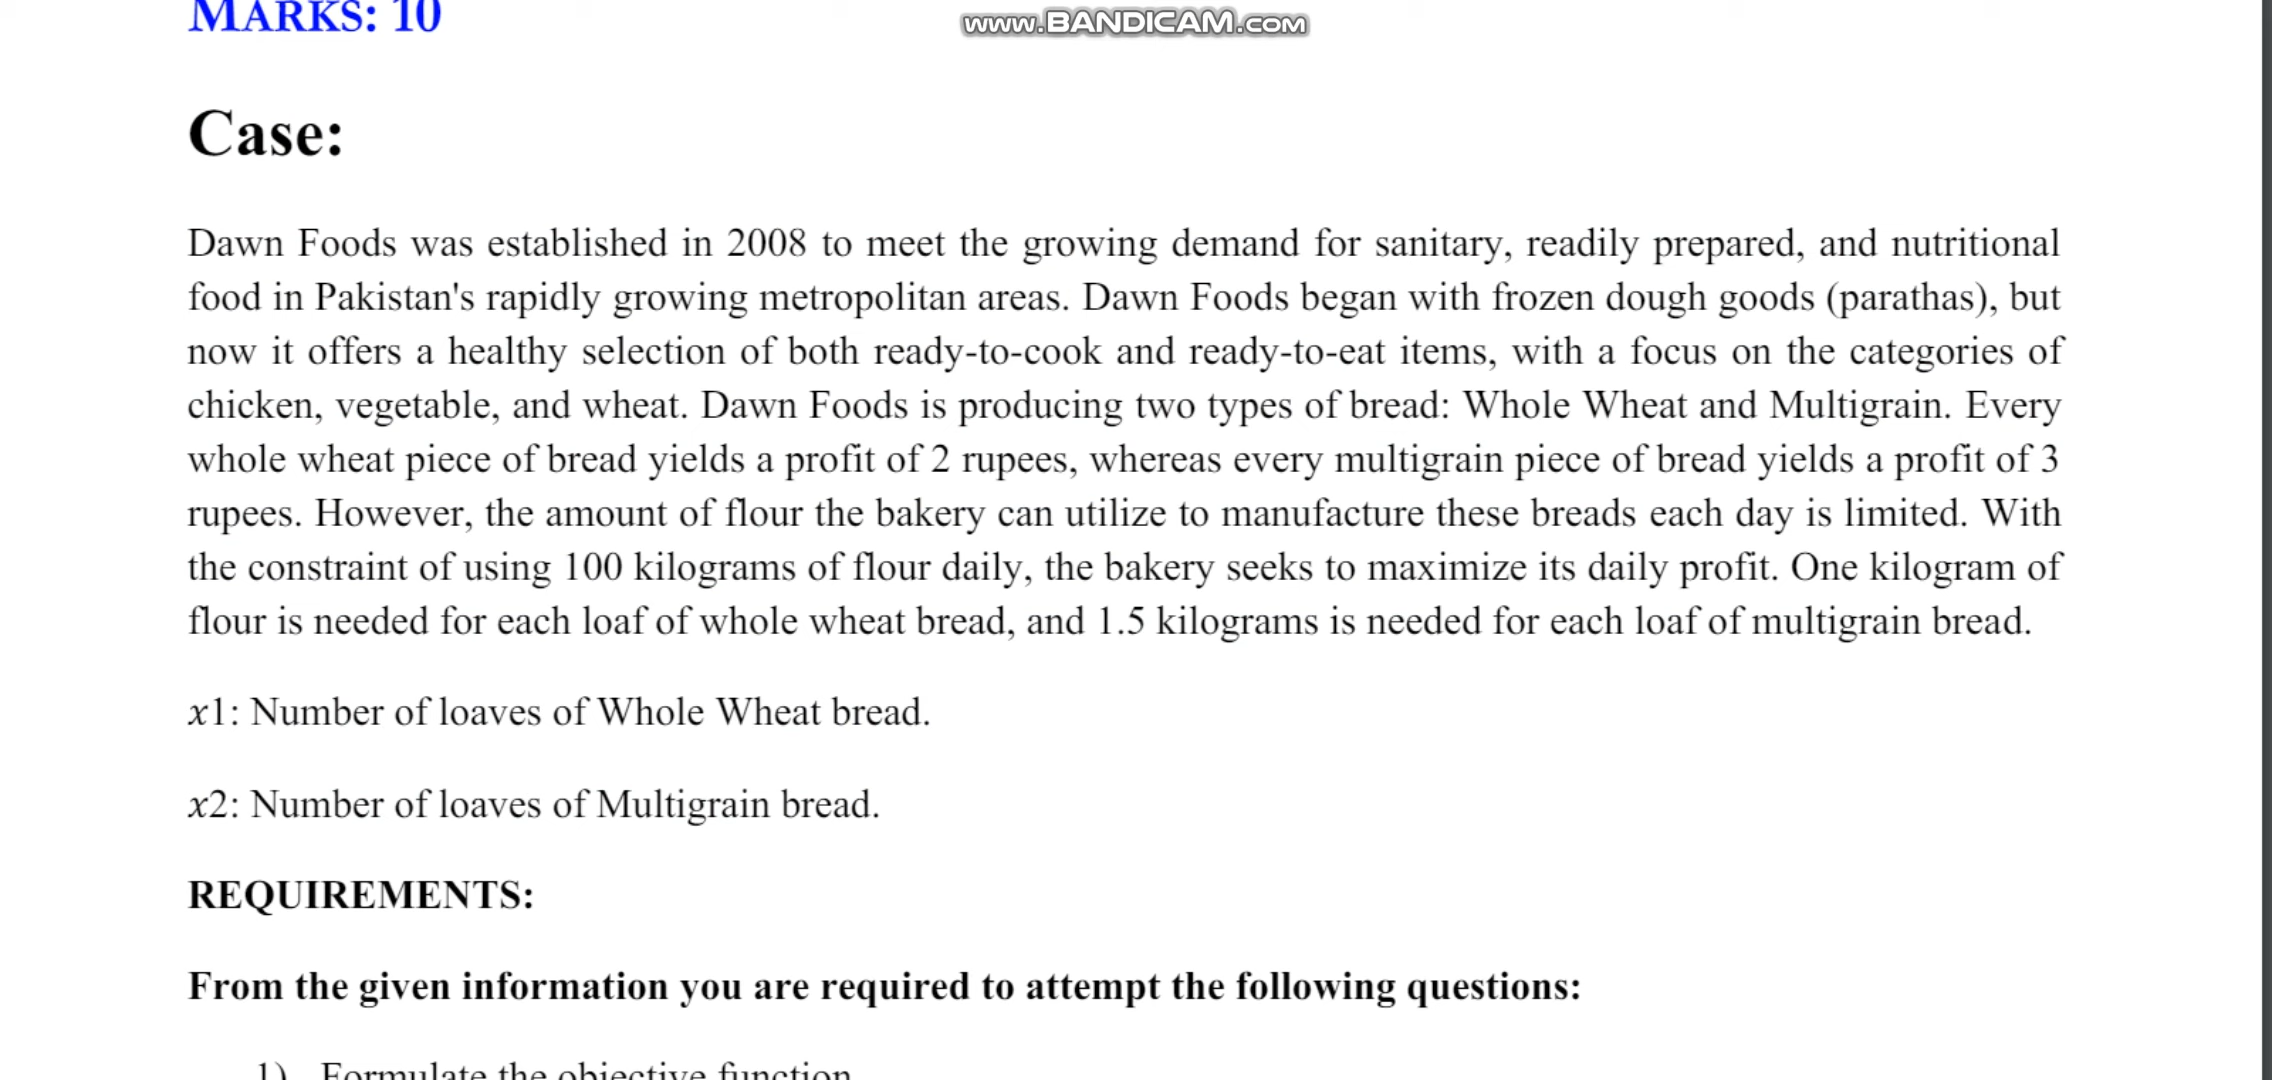 MARKS: 10
www.BANDICAM.com
Case:
Dawn Foods was established in 2008 to meet the growing demand for sanitary, readily prepared, and nutritional
food in Pakistan's rapidly growing metropolitan areas. Dawn Foods began with frozen dough goods (parathas), but
now it offers a healthy selection of both ready-to-cook and ready-to-eat items, with a focus on the categories of
chicken, vegetable, and wheat. Dawn Foods is producing two types of bread: Whole Wheat and Multigrain. Every
whole wheat piece of bread yields a profit of 2 rupees, whereas every multigrain piece of bread yields a profit of 3
rupees. However, the amount of flour the bakery can utilize to manufacture these breads each day is limited. With
the constraint of using 100 kilograms of flour daily, the bakery seeks to maximize its daily profit. One kilogram of
flour is needed for each loaf of whole wheat bread, and 1.5 kilograms is needed for each loaf of multigrain bread.
x1: Number of loaves of Whole Wheat bread.
x2: Number of loaves of Multigrain bread.
REQUIREMENTS:
From the given information you are required to attempt the following questions:
1) Formulate the objective function